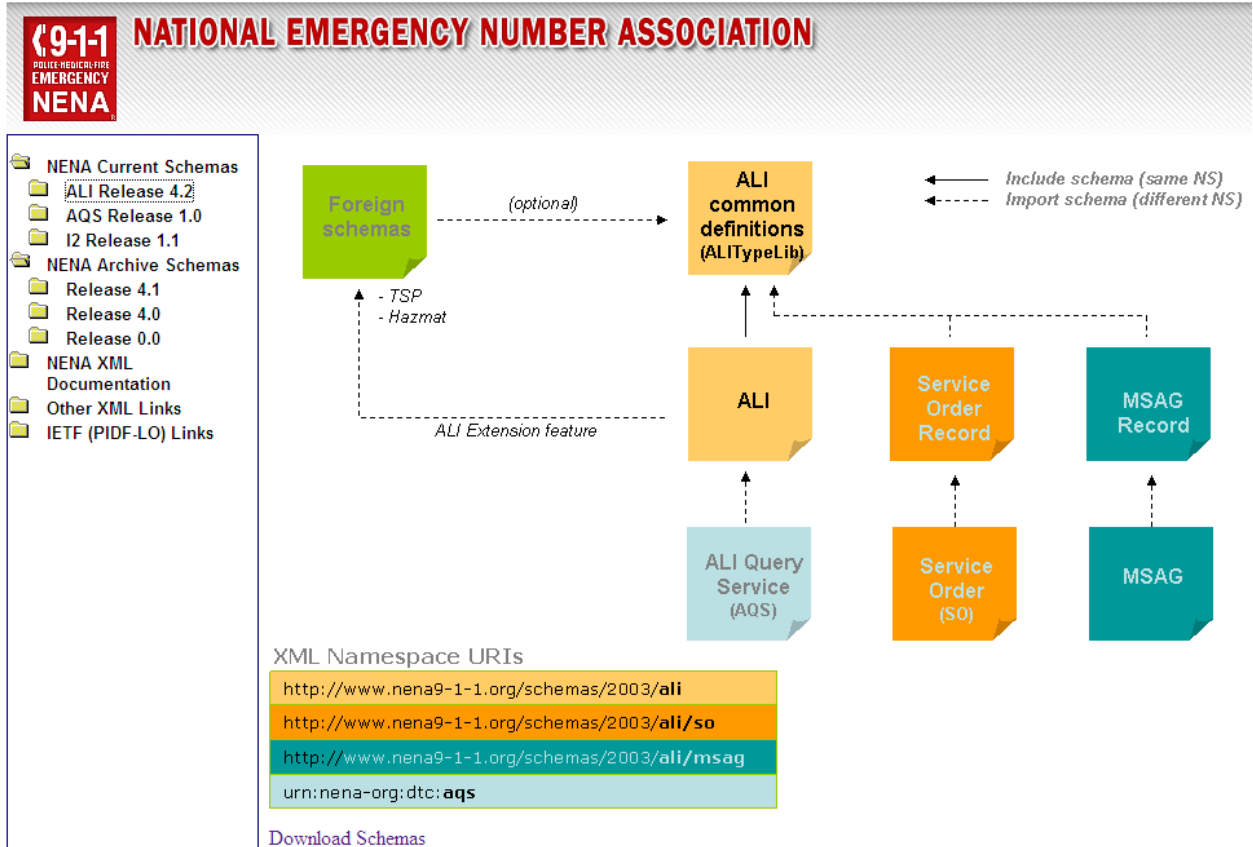 9-1-1
POLICE-MEDICAL-FIRE
EMERGENCY
NENA
NATIONAL EMERGENCY NUMBER ASSOCIATION
NENA Current Schemas
ALI Release 4.2
AQS Release 1.0
I2 Release 1.1
NENA Archive Schemas
Release 4.1
Release 4.0
Release 0.0
NENA XML
Documentation
Other XML Links
IETF (PIDF-LO) Links
Foreign
schemas
(optional)
ALI
common
definitions
(ALITypeLib)
Include schema (same NS)
Import schema (different NS)
- TSP
- Hazmat
ALI Extension feature
ALI
Service
Order
Record
MSAG
Record
ALI Query
Service
(AQS)
Service
Order
(SO)
MSAG
XML Namespace URIs
http://www.nena9-1-1.org/schemas/2003/ali
http://www.nena9-1-1.org/schemas/2003/ali/so
http://www.nena9-1-1.org/schemas/2003/ali/msag
urn:nena-org:dtc:aqs
Download Schemas